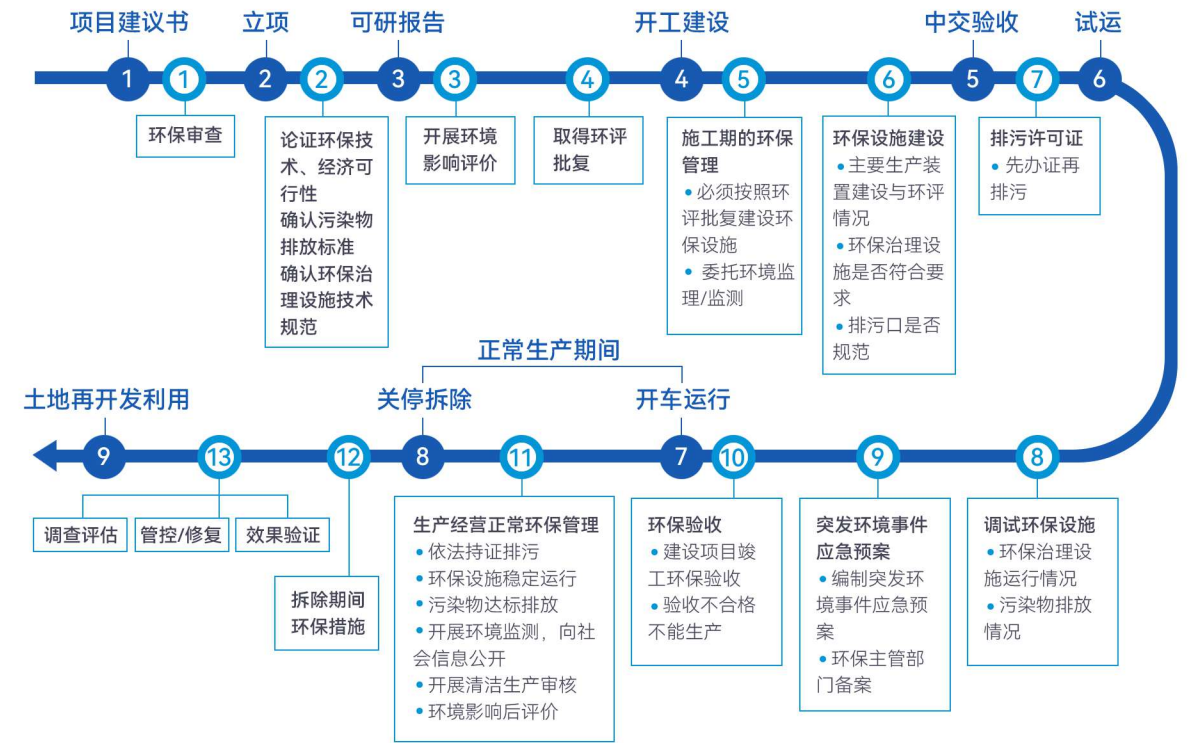 项目建议书
立项
可研报告
开工建设
中交验收
试运
1
1
2
2
3
3
4
4
5
6
5
7
6
环保审查
论证环保技
术、经济可
行性
确认污染物
排放标准
确认环保治
理设施技术
规范
开展环境
影响评价
取得环评
批复
施工期的环保
管理
•必须按照环
评批复建设环
保设施
• 委托环境监
理/监测
环保设施建设
•主要生产装
置建设与环评
情况
•环保治理设
施是否符合要
求
•排污口是否
规范
排污许可证
• 先办证再
排污
正常生产期间
土地再开发利用
关停拆除
开车运行
9
13
12
8
11
7
10
9
8
调查评估
管控/修复
效果验证
拆除期间
环保措施
生产经营正常环保管理
•依法持证排污
•环保设施稳定运行
•污染物达标排放
•开展环境监测，向社
会信息公开
•开展清洁生产审核
•环境影响后评价
环保验收
•建设项目竣
工环保验收
•验收不合格
不能生产
突发环境事件
应急预案
•编制突发环
境事件应急预
案
•环保主管部
门备案
调试环保设施
•环保治理设
施运行情况
•污染物排放
情况